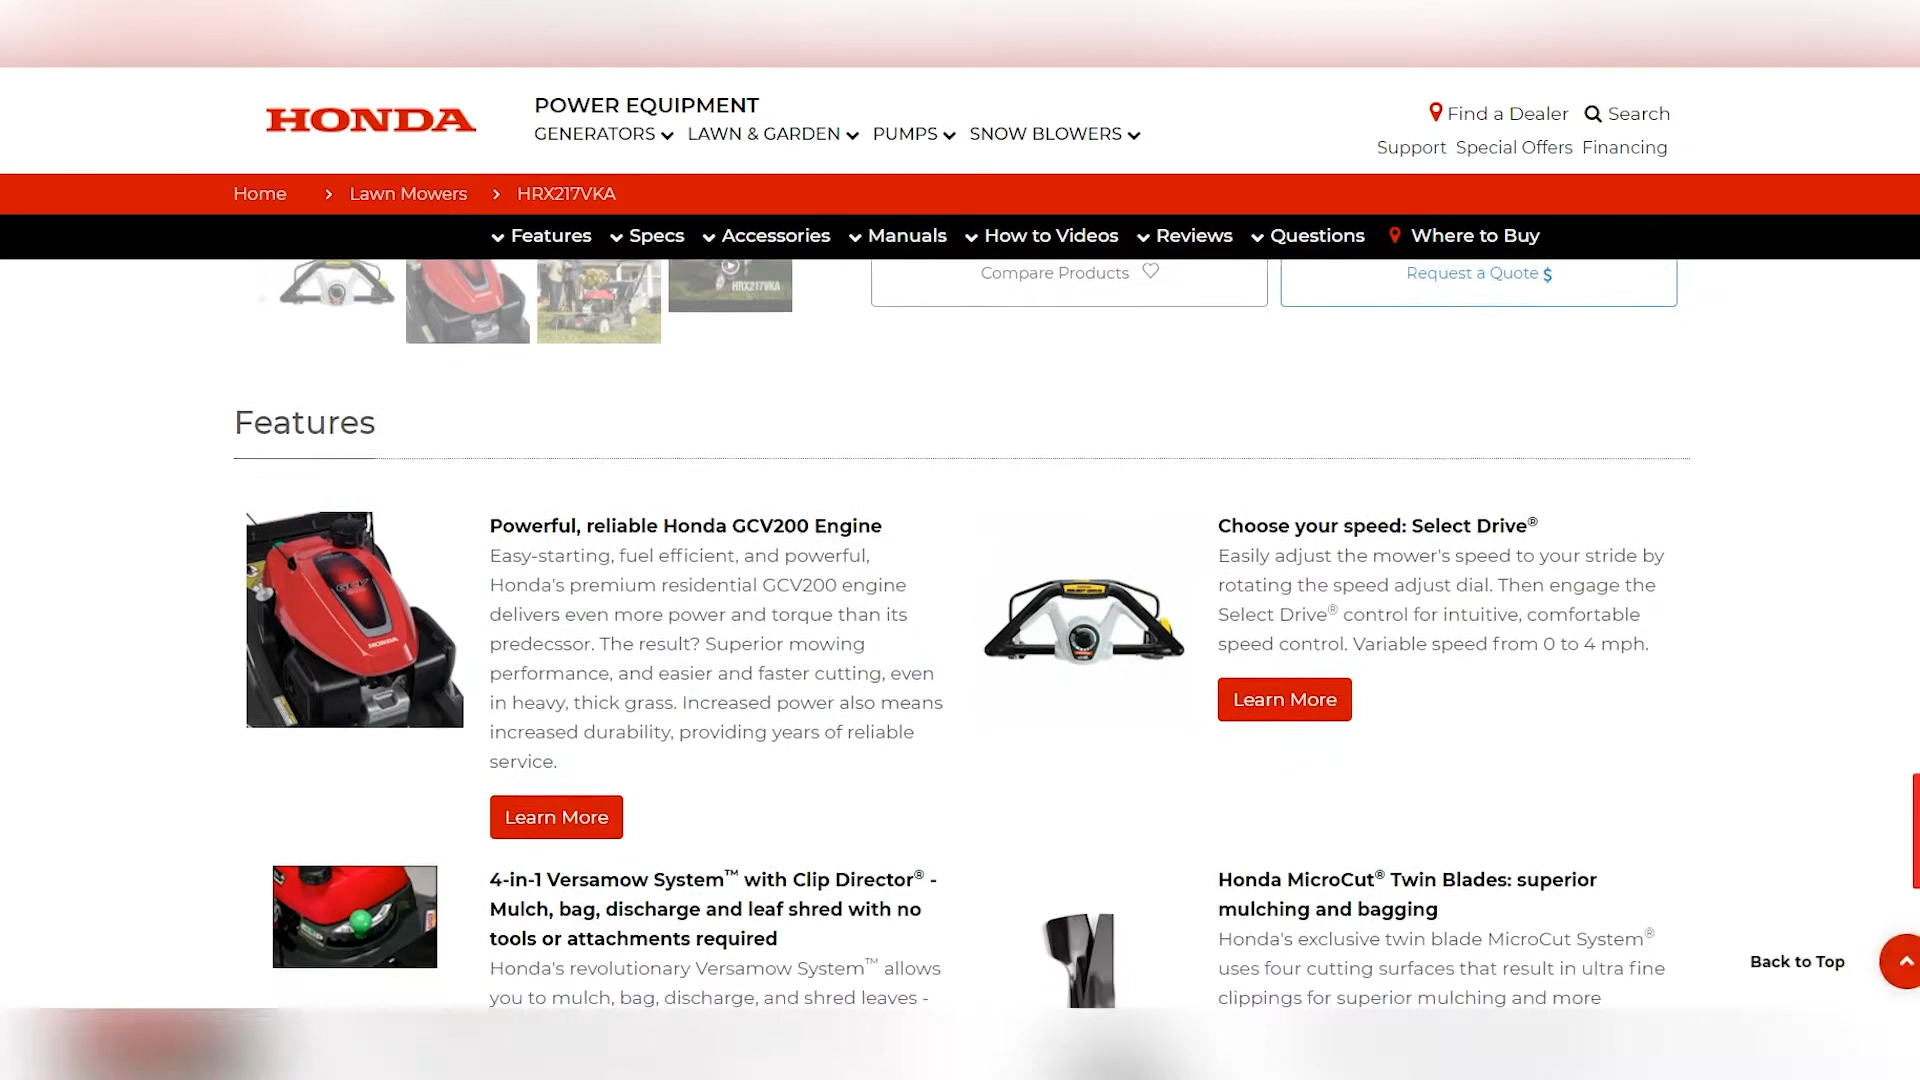 HONDA
POWER EQUIPMENT
GENERATORS LAWN & GARDEN PUMPS SNOW BLOWERS
Find a Dealer Search
Support Special Offers Financing
Home > Lawn Mowers > HRX217VKA
Features Specs Accessories Manuals How to Videos Reviews Questions Where to Buy
HRX217VKA
Compare Products
Request a Quote $
Features
Powerful, reliable Honda GCV200 Engine
Easy-starting, fuel efficient, and powerful,
Honda's premium residential GCV200 engine
delivers even more power and torque than its
predecssor. The result? Superior mowing
performance, and easier and faster cutting, even
in heavy, thick grass. Increased power also means
increased durability, providing years of reliable
service.
Learn More
GCV
HONDA
Choose your speed: Select Drive®
Easily adjust the mower's speed to your stride by
rotating the speed adjust dial. Then engage the
Select Drive® control for intuitive, comfortable
speed control. Variable speed from 0 to 4 mph.
Learn More
4-in-1 Versamow System™ with Clip Director® -
Mulch, bag, discharge and leaf shred with no
tools or attachments required
Honda's revolutionary Versamow System™ allows
you to mulch, bag, discharge, and shred leaves -
Honda MicroCut® Twin Blades: superior
mulching and bagging
Honda's exclusive twin blade MicroCut System®
uses four cutting surfaces that result in ultra fine
clippings for superior mulching and more
Back to Top